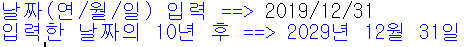 날짜(연/월/일) 입력 ==> 2019/12/31
입력한 날짜의 10년 후 ==> 2029년 12월 31일